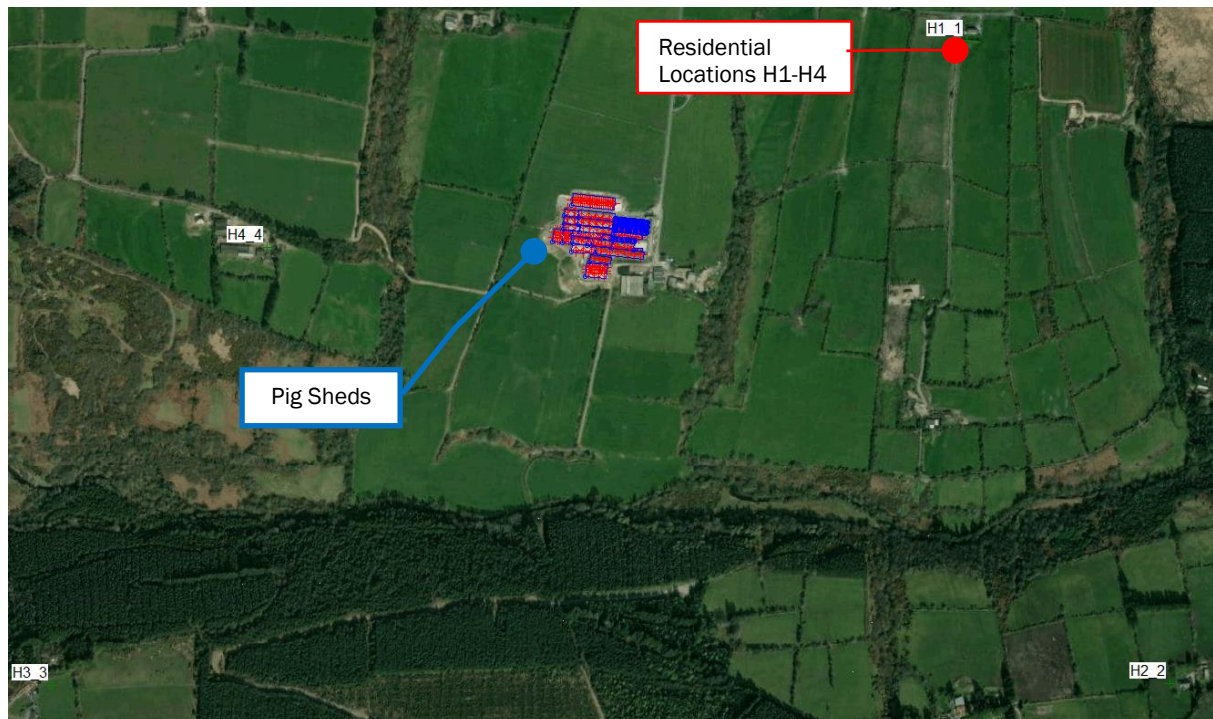 H1_1
Residential
Locations H1-H4
H4_4
Pig Sheds
H3_3
H2_2